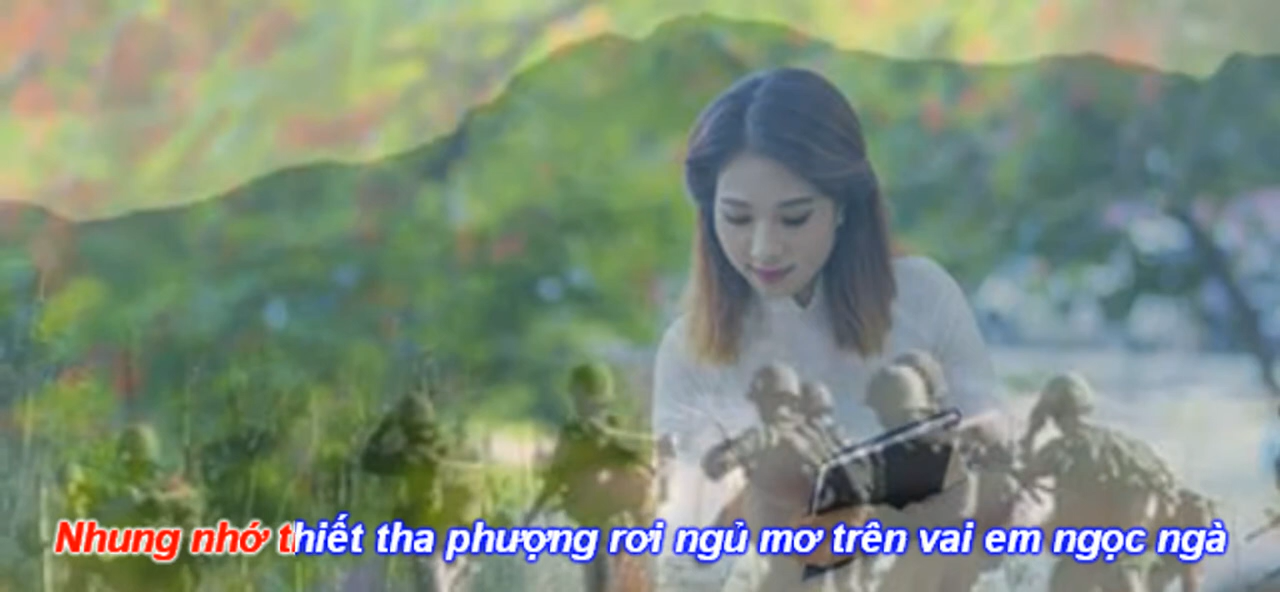 Nhung nhớ thiết tha phượng rơi ngủ mơ trên vai em ngọc ngà